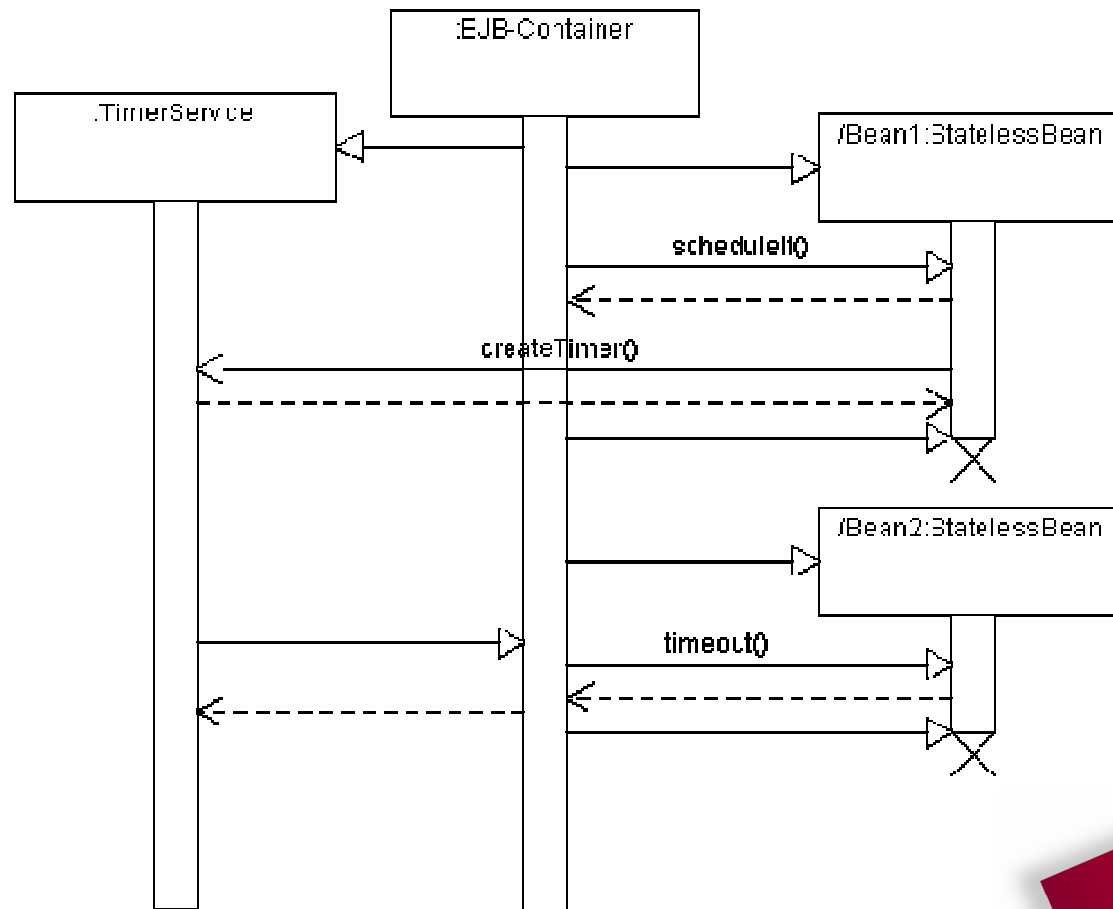 :EJB-Container
:TimerService
/Bean1:StatelessBean
scheduleIt()
createTimer()
/Bean2:StatelessBean
timeout()